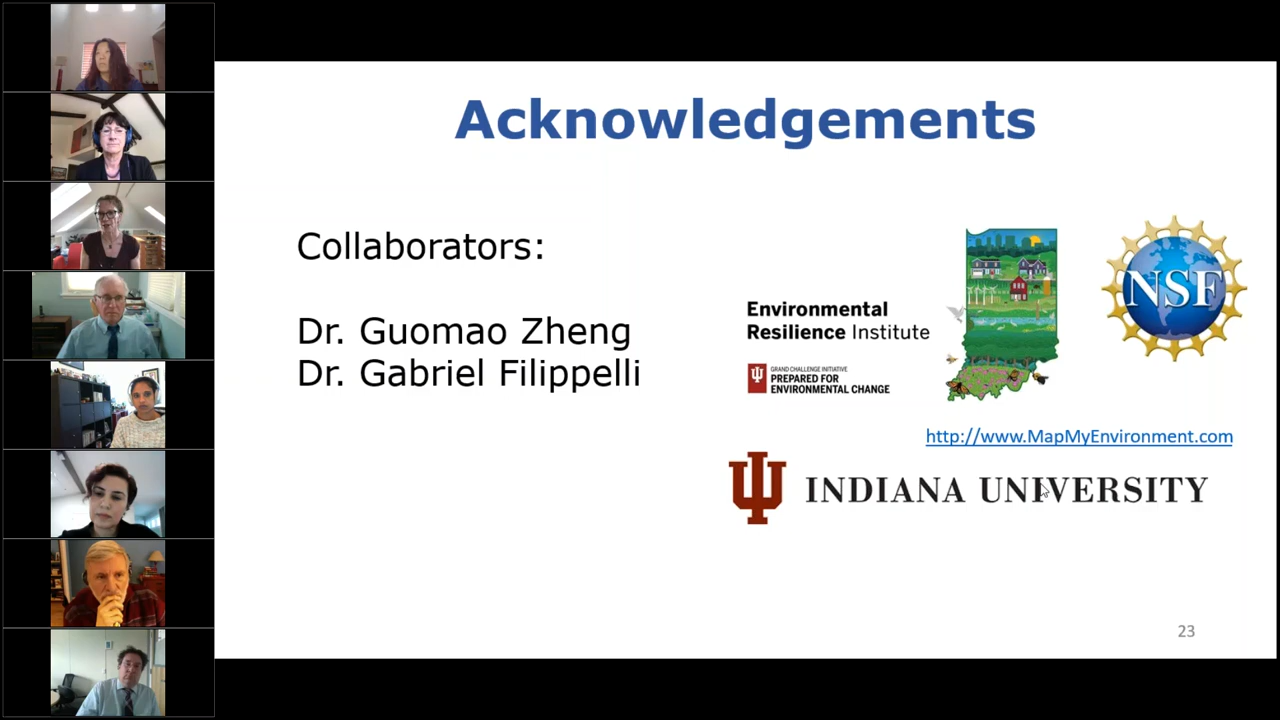 Acknowledgements
Collaborators:
Dr. Guomao Zheng
Dr. Gabriel Filippelli
Environmental
Resilience Institute
GRAND CHALLENGE INITIATIVE
PREPARED FOR
ENVIRONMENTAL CHANGE
NSF
http://www.MapMyEnvironment.com
INDIANA UNIVERSITY
23